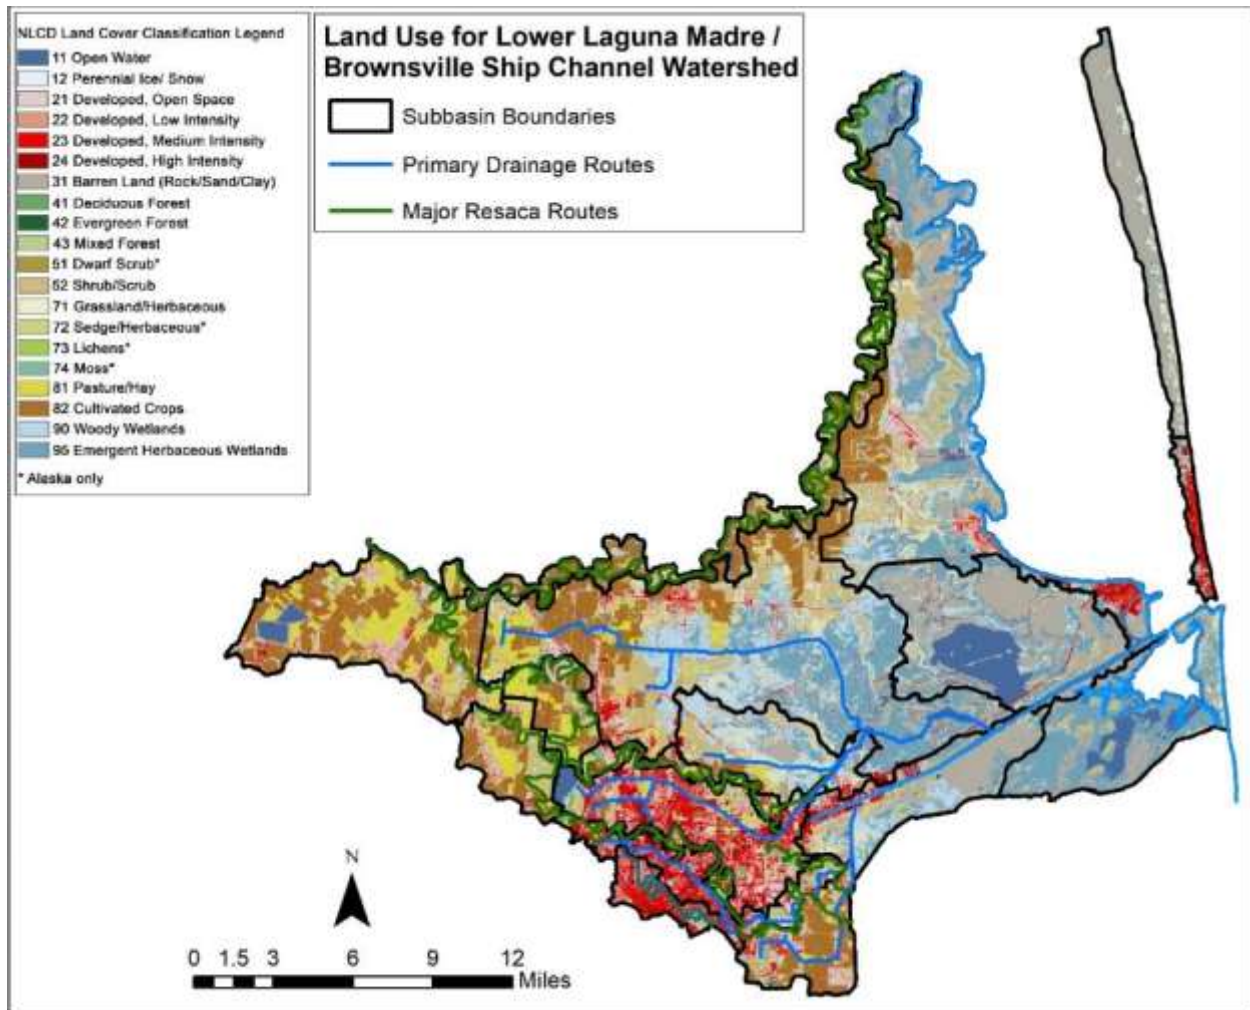 NLCD Land Cover Classification Legend
11 Open Water
12 Perennial Ice/ Snow
21 Developed, Open Space
22 Developed, Low Intensity
23 Developed, Medium Intensity
24 Developed, High Intensity
31 Barren Land (Rock/Sand/Clay)
41 Deciduous Forest
42 Evergreen Forest
43 Mixed Forest
51 Dwarf Scrub*
52 Shrub/Scrub
71 Grassland/Herbaceous
72 Sedge/Herbaceous*
73 Lichens*
74 Moss*
81 Pasture/Hay
82 Cultivated Crops
90 Woody Wetlands
95 Emergent Herbaceous Wetlands
* Alaska only
Land Use for Lower Laguna Madre /
Brownsville Ship Channel Watershed
Subbasin Boundaries
Primary Drainage Routes
Major Resaca Routes
N
0 1.5 3 6 9 12
Miles